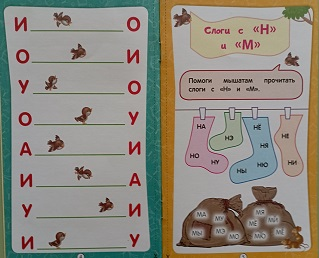 И О
О И
У О
О У
А И
И А
У И
И У
Слоги с «Н»
и «М»
Помоги мышатам прочитать
слоги с «Н» и «М».
НА
НО НУ
НЭ
НЁ
НЯ
НЫ НЮ
НЕ
НИ
МА
МУ
МЫ МЭ МО
МЯ
МИ
МЮ МЁ МЕ